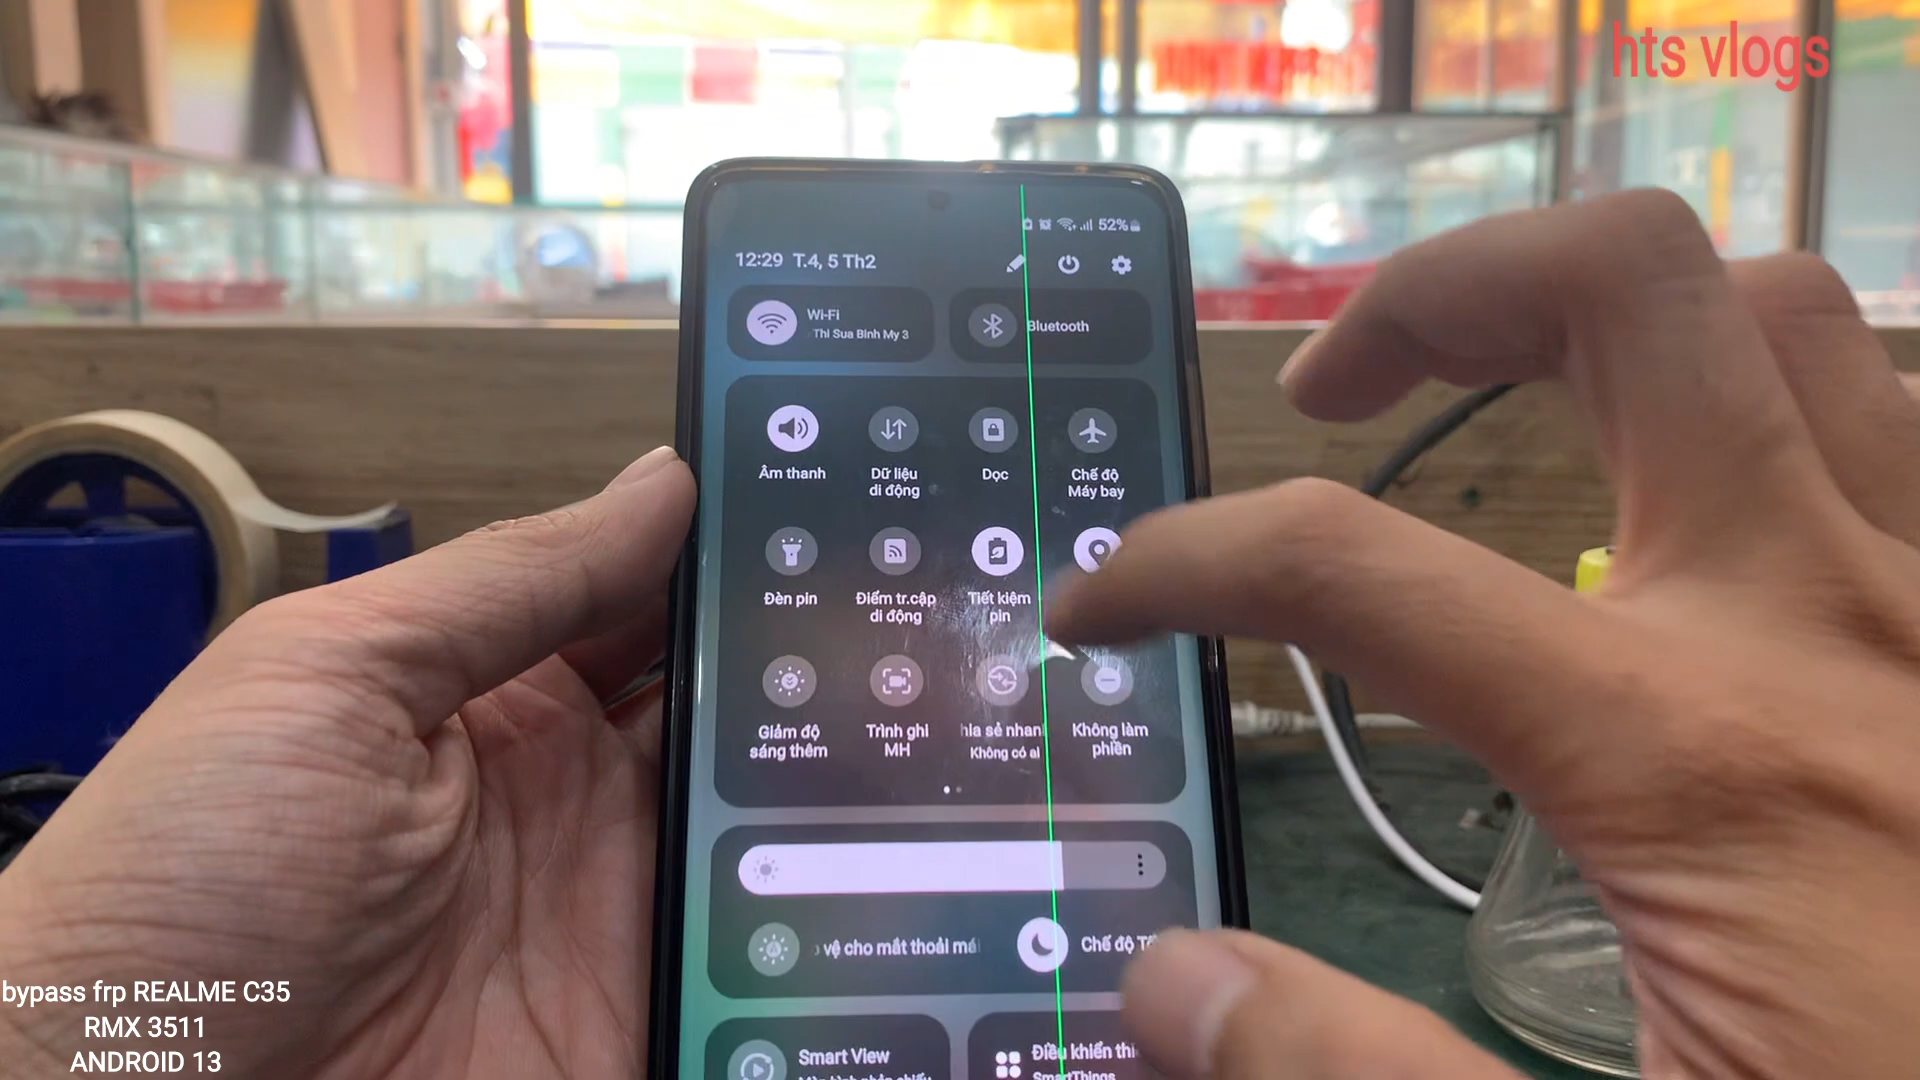 hts vlogs
52%
12:29 T.4, 5 Th2
Wi-Fi
Thi Sua Binh My 3
Bluetooth
Âm thanh
Dữ liệu
di động
Dọc
Chế độ
Máy bay
Đèn pin
Điểm tr.cập
di động
Tiết kiệm
pin
Giảm độ
sáng thêm
Trình ghi
MH
hia sẻ nhan
Không có ai
Không làm
phiền
vệ cho mắt thoải má
Chế độ
Smart View
Điều khiển thi
SmartThings
bypass frp REALME C35
RMX 3511
ANDROID 13